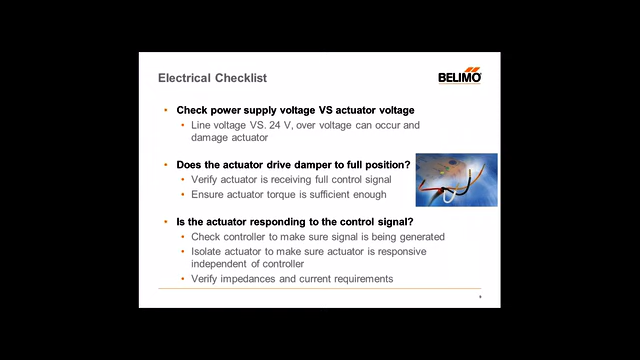 Electrical Checklist
BELIMO
• Check power supply voltage VS actuator voltage
• Line voltage VS. 24 V, over voltage can occur and
damage actuator
• Does the actuator drive damper to full position?
• Verify actuator is receiving full control signal
• Ensure actuator torque is sufficient enough
• Is the actuator responding to the control signal?
• Check controller to make sure signal is being generated
• Isolate actuator to make sure actuator is responsive
independent of controller
• Verify impedances and current requirements